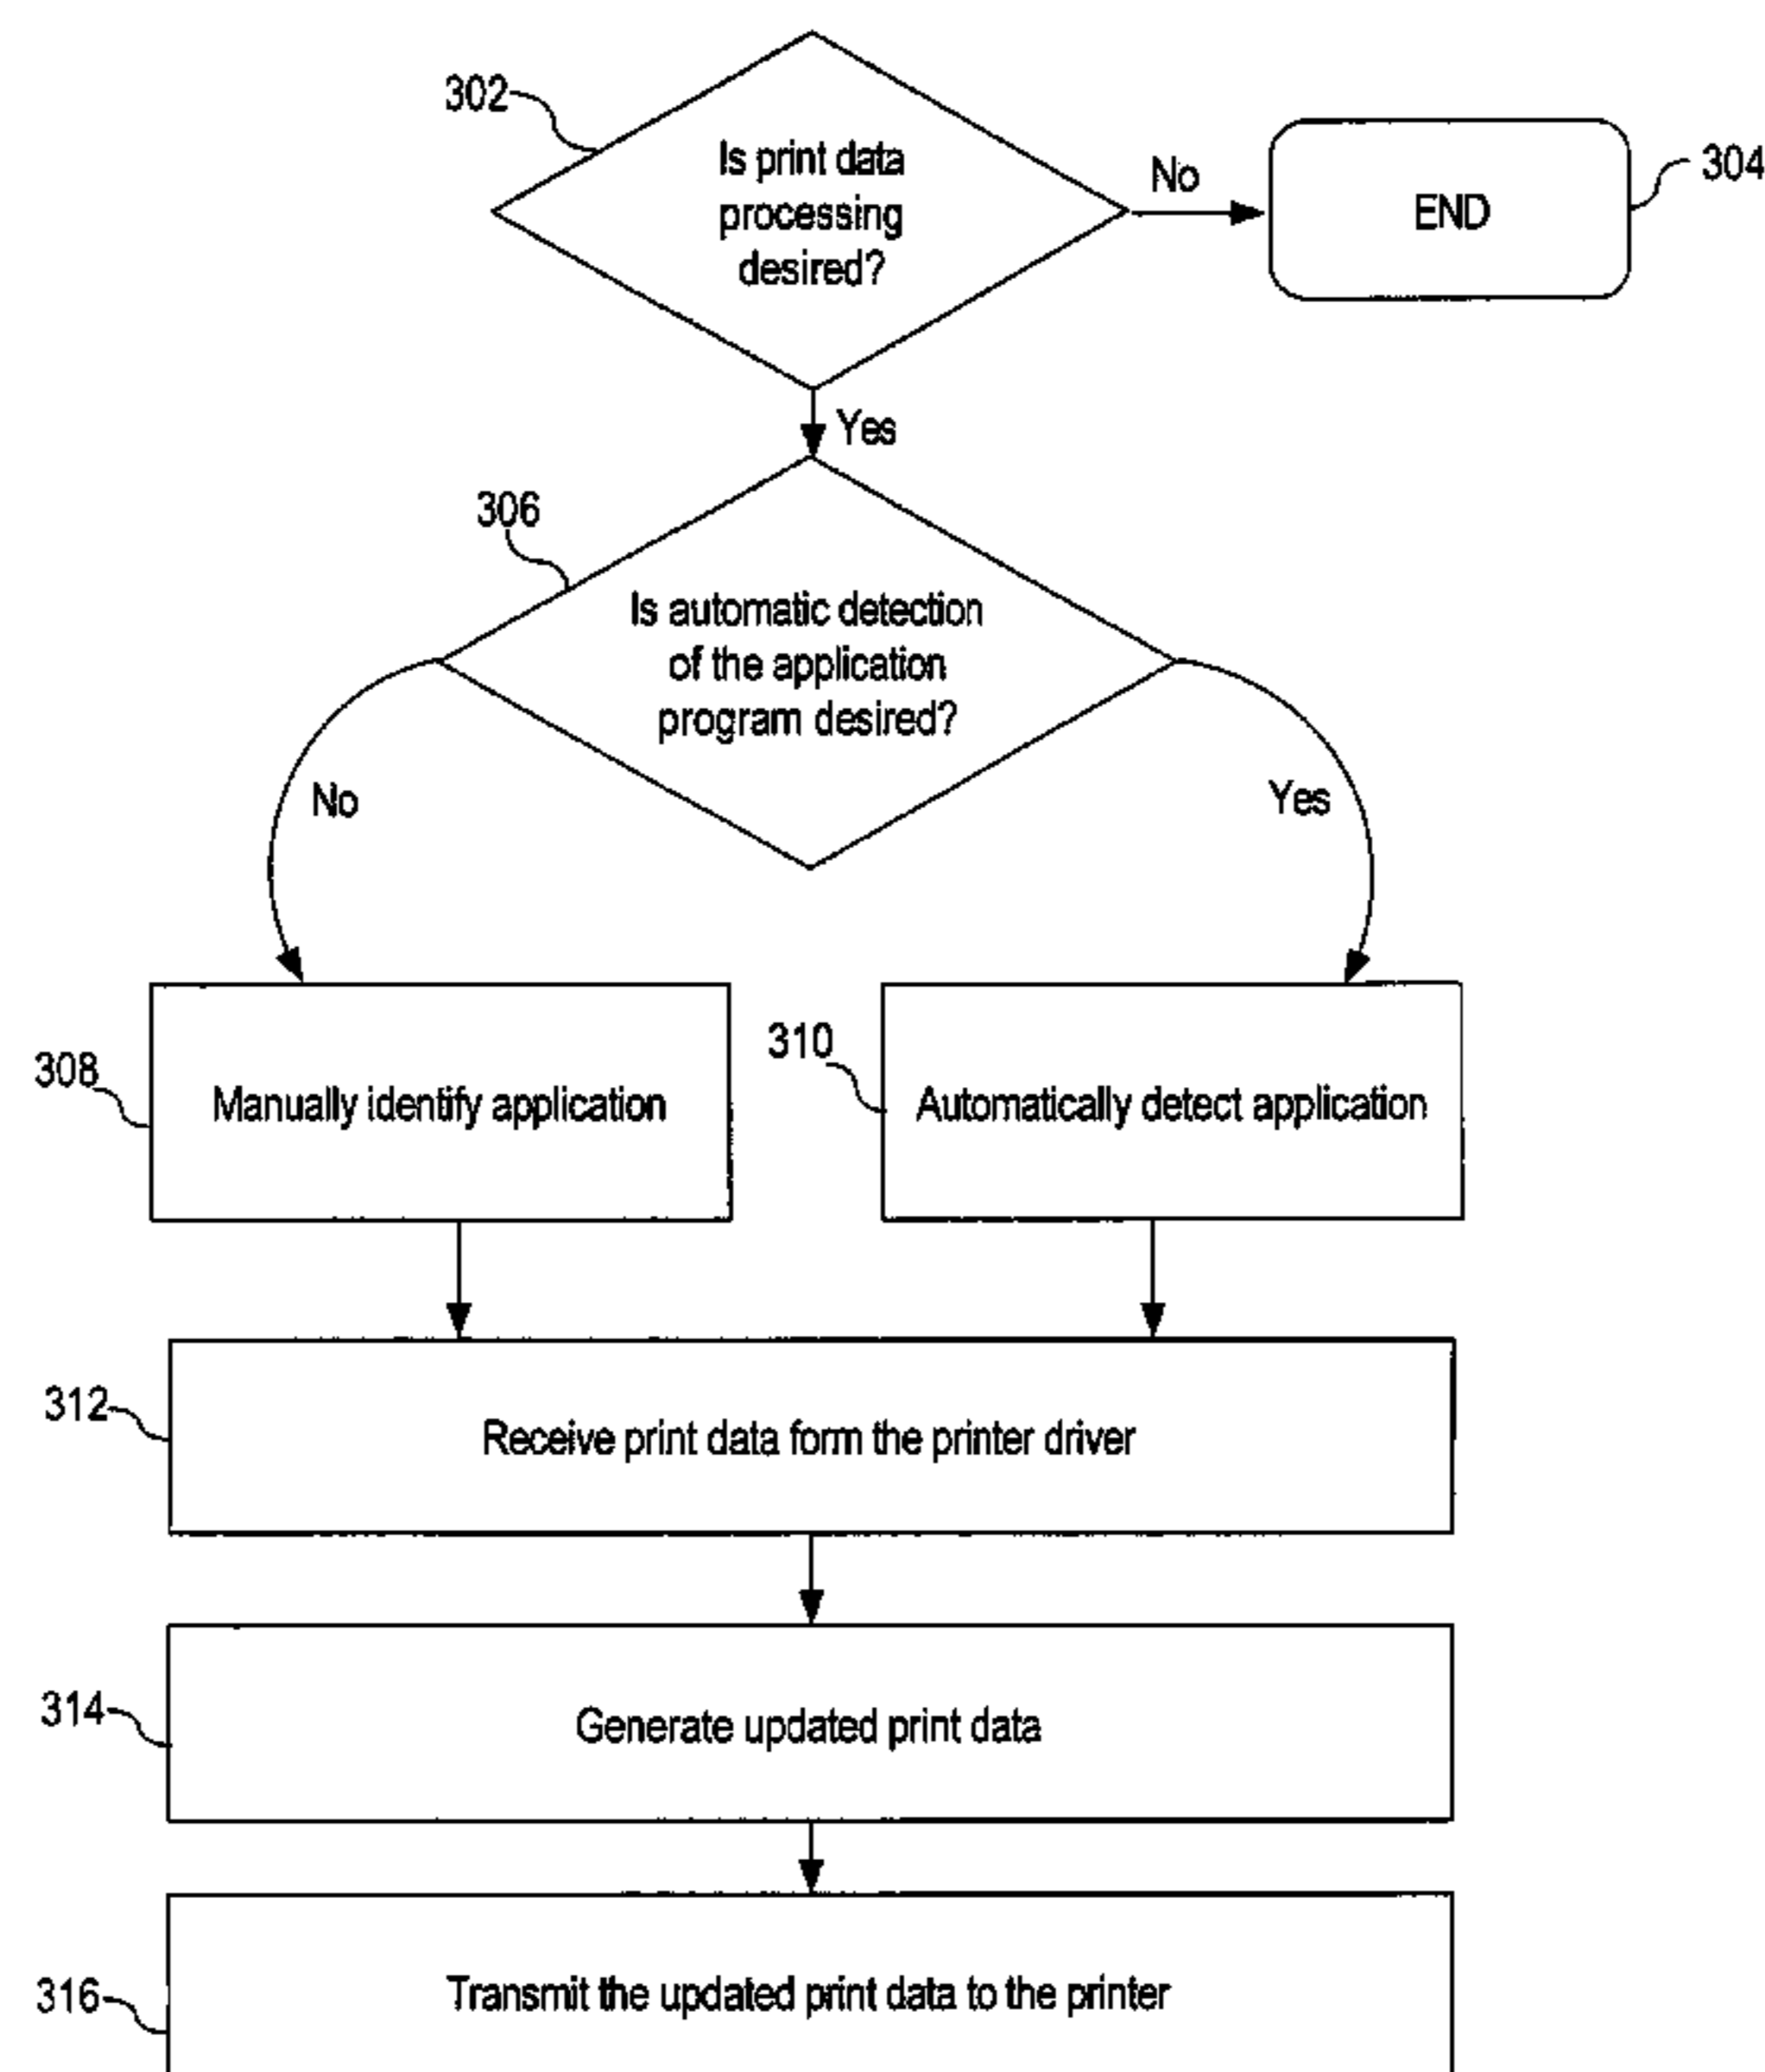 302
Is print data
processing
desired?
No
END
304
Yes
306
Is automatic detection
of the application
program desired?
No
Yes
308
Manually identify application
310
Automatically detect application
312
Receive print data form the printer driver
314
Generate updated print data
316
Transmit the updated print data to the printer